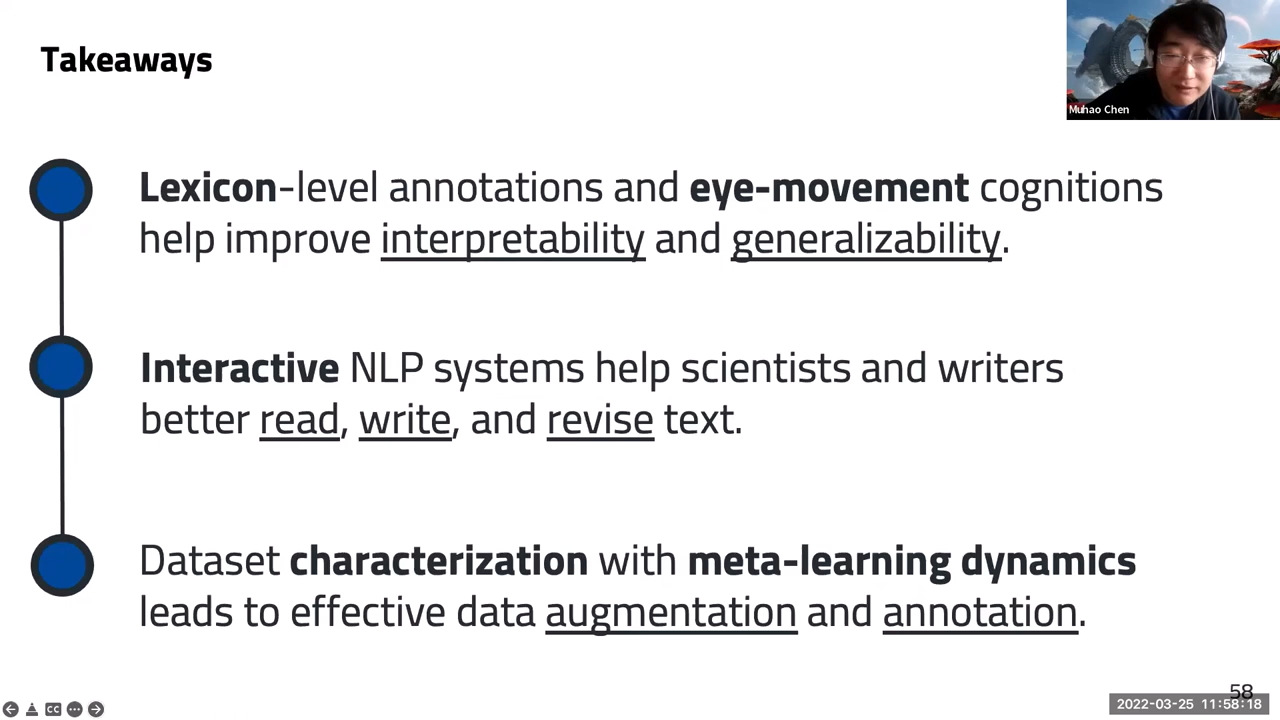 Takeaways
Muhao Chen
Lexicon-level annotations and eye-movement cognitions
help improve interpretability and generalizability.
Interactive NLP systems help scientists and writers
better read, write, and revise text.
Dataset characterization with meta-learning dynamics
leads to effective data augmentation and annotation.
58
CC
2022-03-25 11:58:18